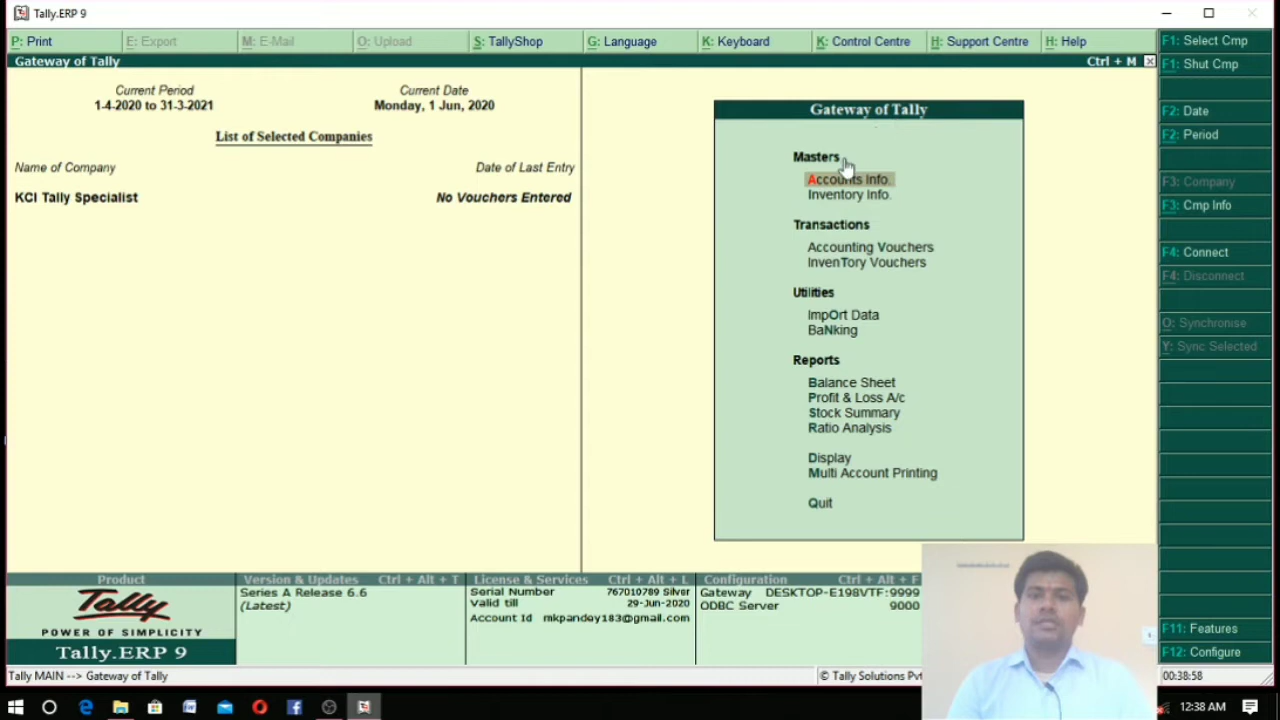 Tally.ERP 9
P: Print
E: Export
M: E-Mail
O: Upload
S: TallyShop
G: Language
K: Keyboard
K: Control Centre
H: Support Centre
H: Help
F1: Select Cmp
Gateway of Tally
Ctrl + M
F1: Shut Cmp
Current Period
1-4-2020 to 31-3-2021
Current Date
Monday, 1 Jun, 2020
List of Selected Companies
Name of Company
Date of Last Entry
KCI Tally Specialist
No Vouchers Entered
Gateway of Tally
Masters
Accounts Info.
Inventory Info.
Transactions
Accounting Vouchers
InvenTory Vouchers
Utilities
ImpOrt Data
BaNking
Reports
Balance Sheet
Profit & Loss A/c
Stock Summary
Ratio Analysis
Display
Multi Account Printing
Quit
F2: Date
F2: Period
F3: Company
F3: Cmp Info
F4: Connect
F4: Disconnect
O: Synchronise
Y: Sync Selected
F11: Features
F12: Configure
Product
Tally
POWER OF SIMPLICITY
Tally.ERP 9
Version & Updates Ctrl + Alt + T
Series A Release 6.6
(Latest)
License & Services Ctrl + Alt + L
Serial Number 767010789 Silver
Valid till 29-Jun-2020
Account Id mkpandey183@gmail.com
Configuration Ctrl + Alt + F
Gateway DESKTOP-E198VTF:9999
ODBC Server 9000
Tally MAIN --> Gateway of Tally
© Tally Solutions Pvt
00:38:58
12:38 AM